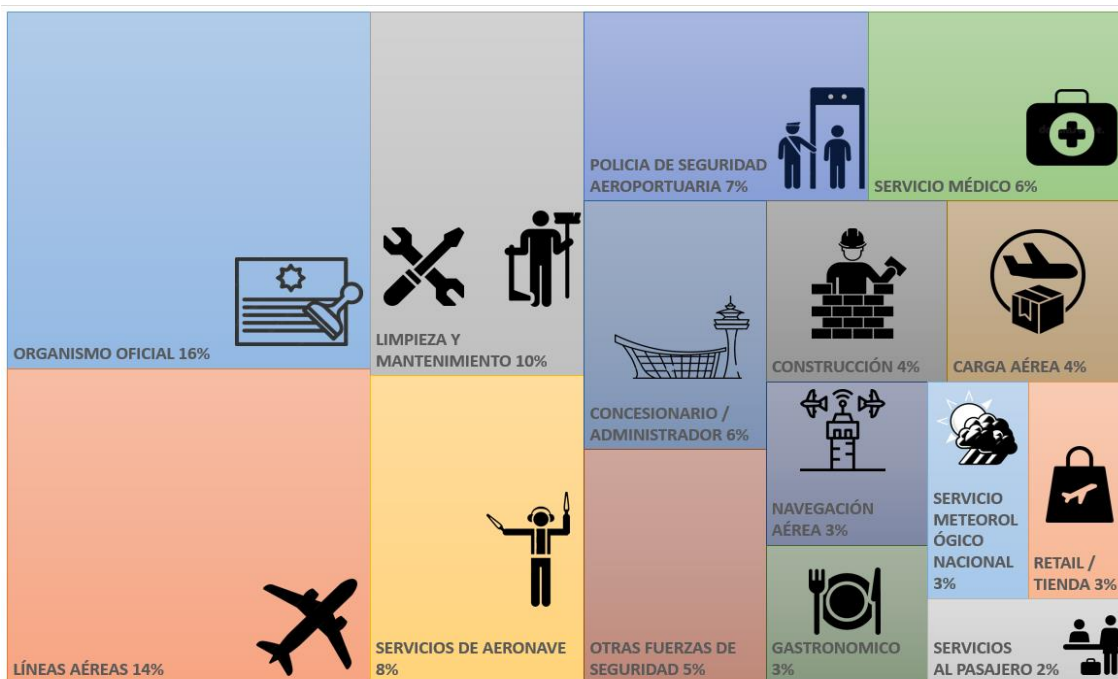 ORGANISMO OFICIAL 16%
LIMPIEZA Y
MANTENIMIENTO 10%
POLICIA DE SEGURIDAD
AEROPORTUARIA 7%
SERVICIO MÉDICO 6%
CONCESIONARIO /
ADMINISTRADOR 6%
CONSTRUCCIÓN 4%
CARGA AÉREA 4%
NAVEGACIÓN
AÉREA 3%
SERVICIO
METEOROL
ÓGICO
NACIONAL
3%
RETAIL /
TIENDA 3%
LÍNEAS AÉREAS 14%
SERVICIOS DE AERONAVE
8%
OTRAS FUERZAS DE
SEGURIDAD 5%
GASTRONOMICO
3%
SERVICIOS
AL PASAJERO 2%